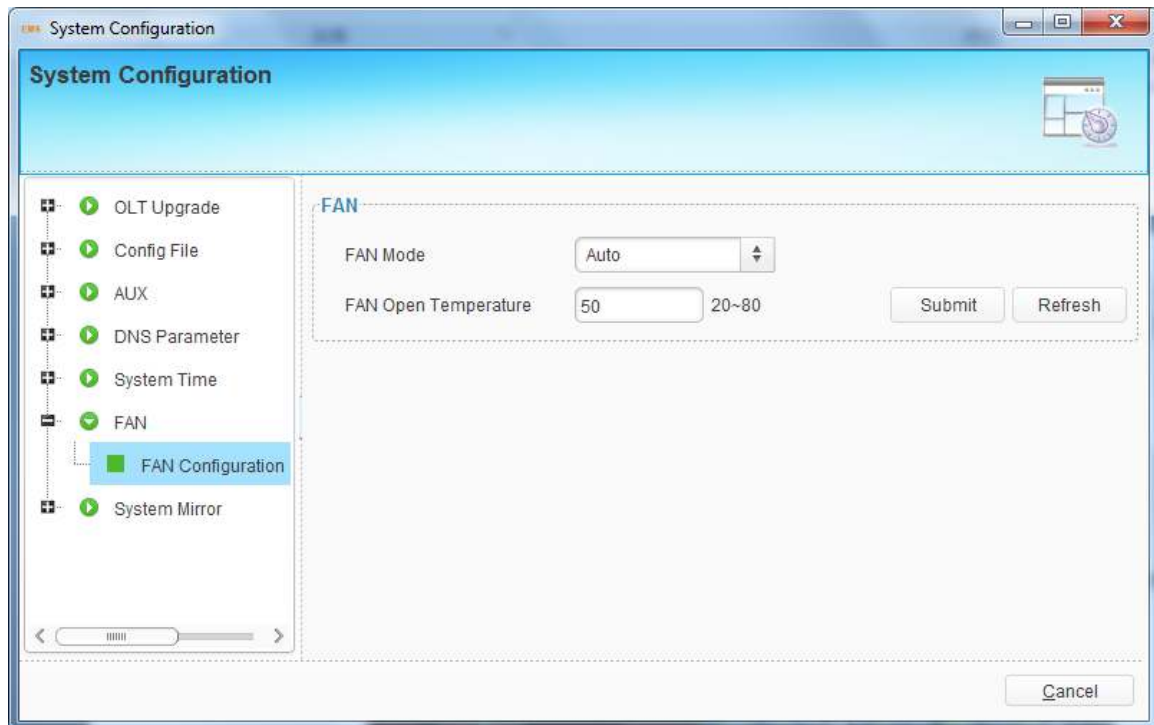 System Configuration
System Configuration
OLT Upgrade
Config File
AUX
DNS Parameter
System Time
FAN
FAN Configuration
System Mirror
FAN
FAN Mode Auto
FAN Open Temperature 50 20~80 Submit Refresh
Cancel